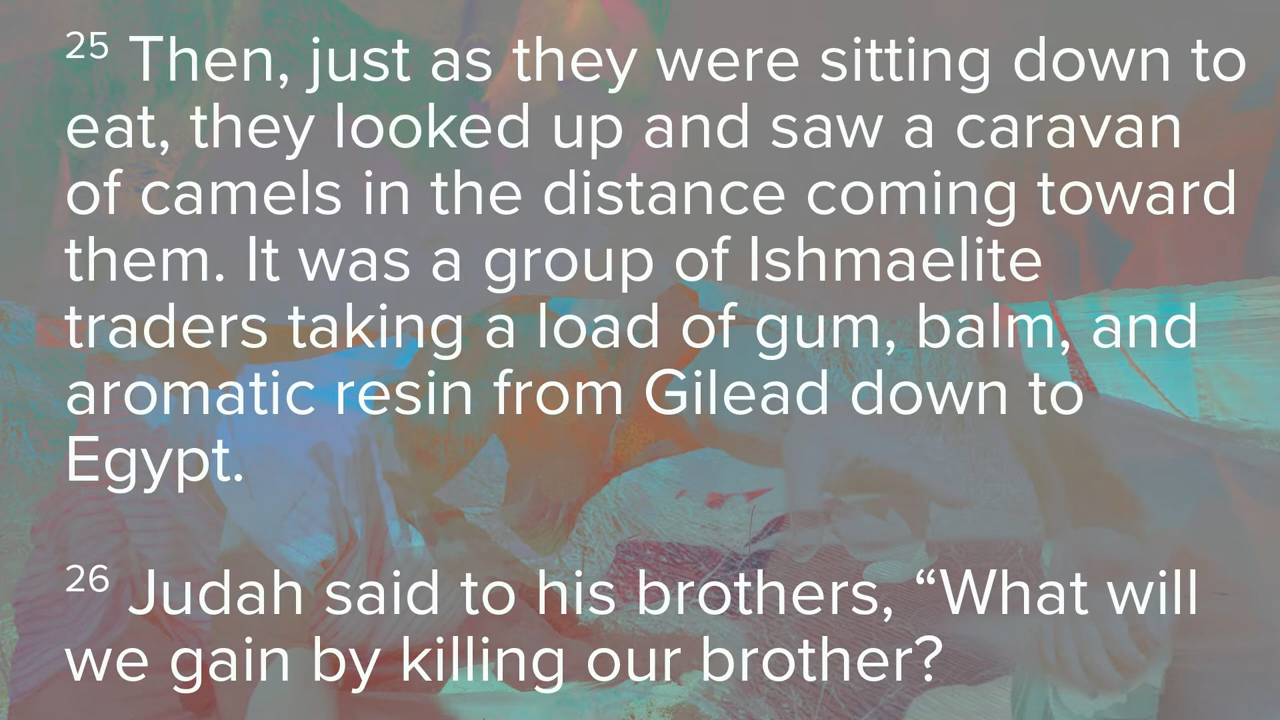 25 Then, just as they were sitting down to
eat, they looked up and saw a caravan
of camels in the distance coming toward
them. It was a group of Ishmaelite
traders taking a load of gum, balm, and
aromatic resin from Gilead down to
Egypt.
26 Judah said to his brothers, “What will
we gain by killing our brother?